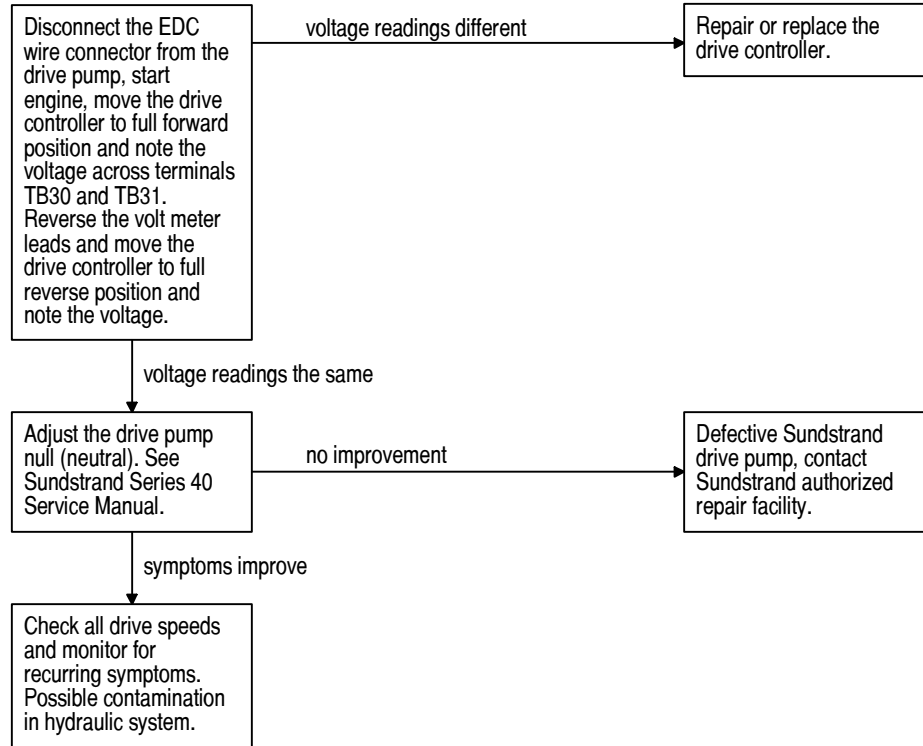 Disconnect the EDC
wire connector from the
drive pump, start
engine, move the drive
controller to full forward
position and note the
voltage across terminals
TB30 and TB31.
Reverse the volt meter
leads and move the
drive controller to full
reverse position and
note the voltage.
voltage readings different
Repair or replace the
drive controller.
voltage readings the same
Adjust the drive pump
null (neutral). See
Sundstrand Series 40
Service Manual.
no improvement
Defective Sundstrand
drive pump, contact
Sundstrand authorized
repair facility.
symptoms improve
Check all drive speeds
and monitor for
recurring symptoms.
Possible contamination
in hydraulic system.